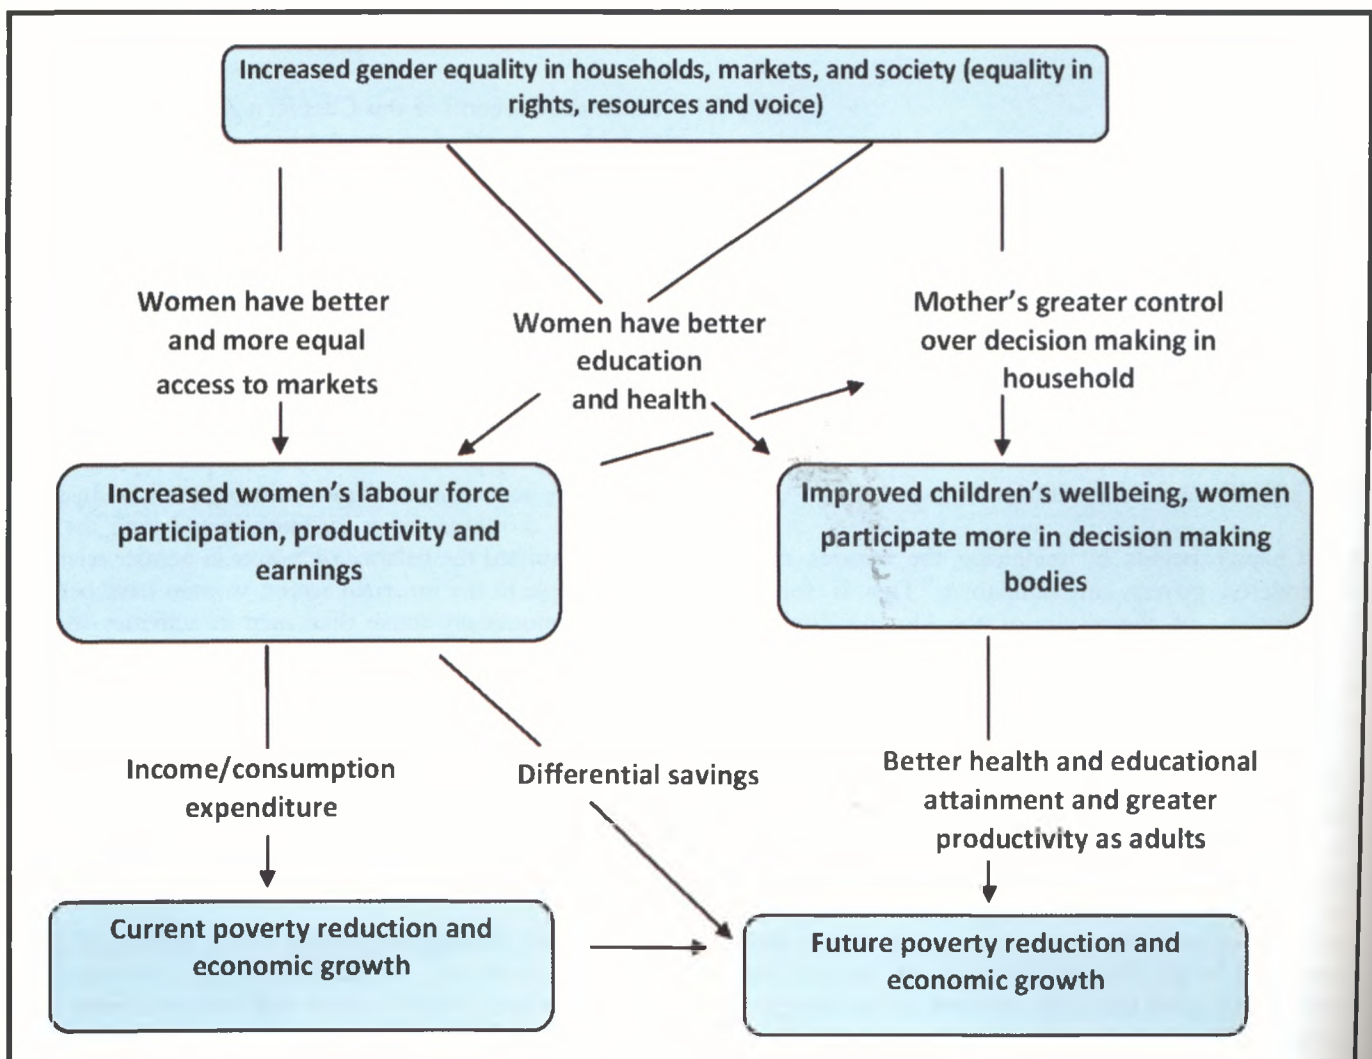 Increased gender equality in households, markets, and society (equality in
rights, resources and voice)
Women have better
and more equal
access to markets
Women have better
education
and health
Mother's greater control
over decision making in
household
Increased women's labour force
participation, productivity and
earnings
Improved children's wellbeing, women
participate more in decision making
bodies
Income/consumption
expenditure
Differential savings
Better health and educational
attainment and greater
productivity as adults
Current poverty reduction and
economic growth
Future poverty reduction and
economic growth